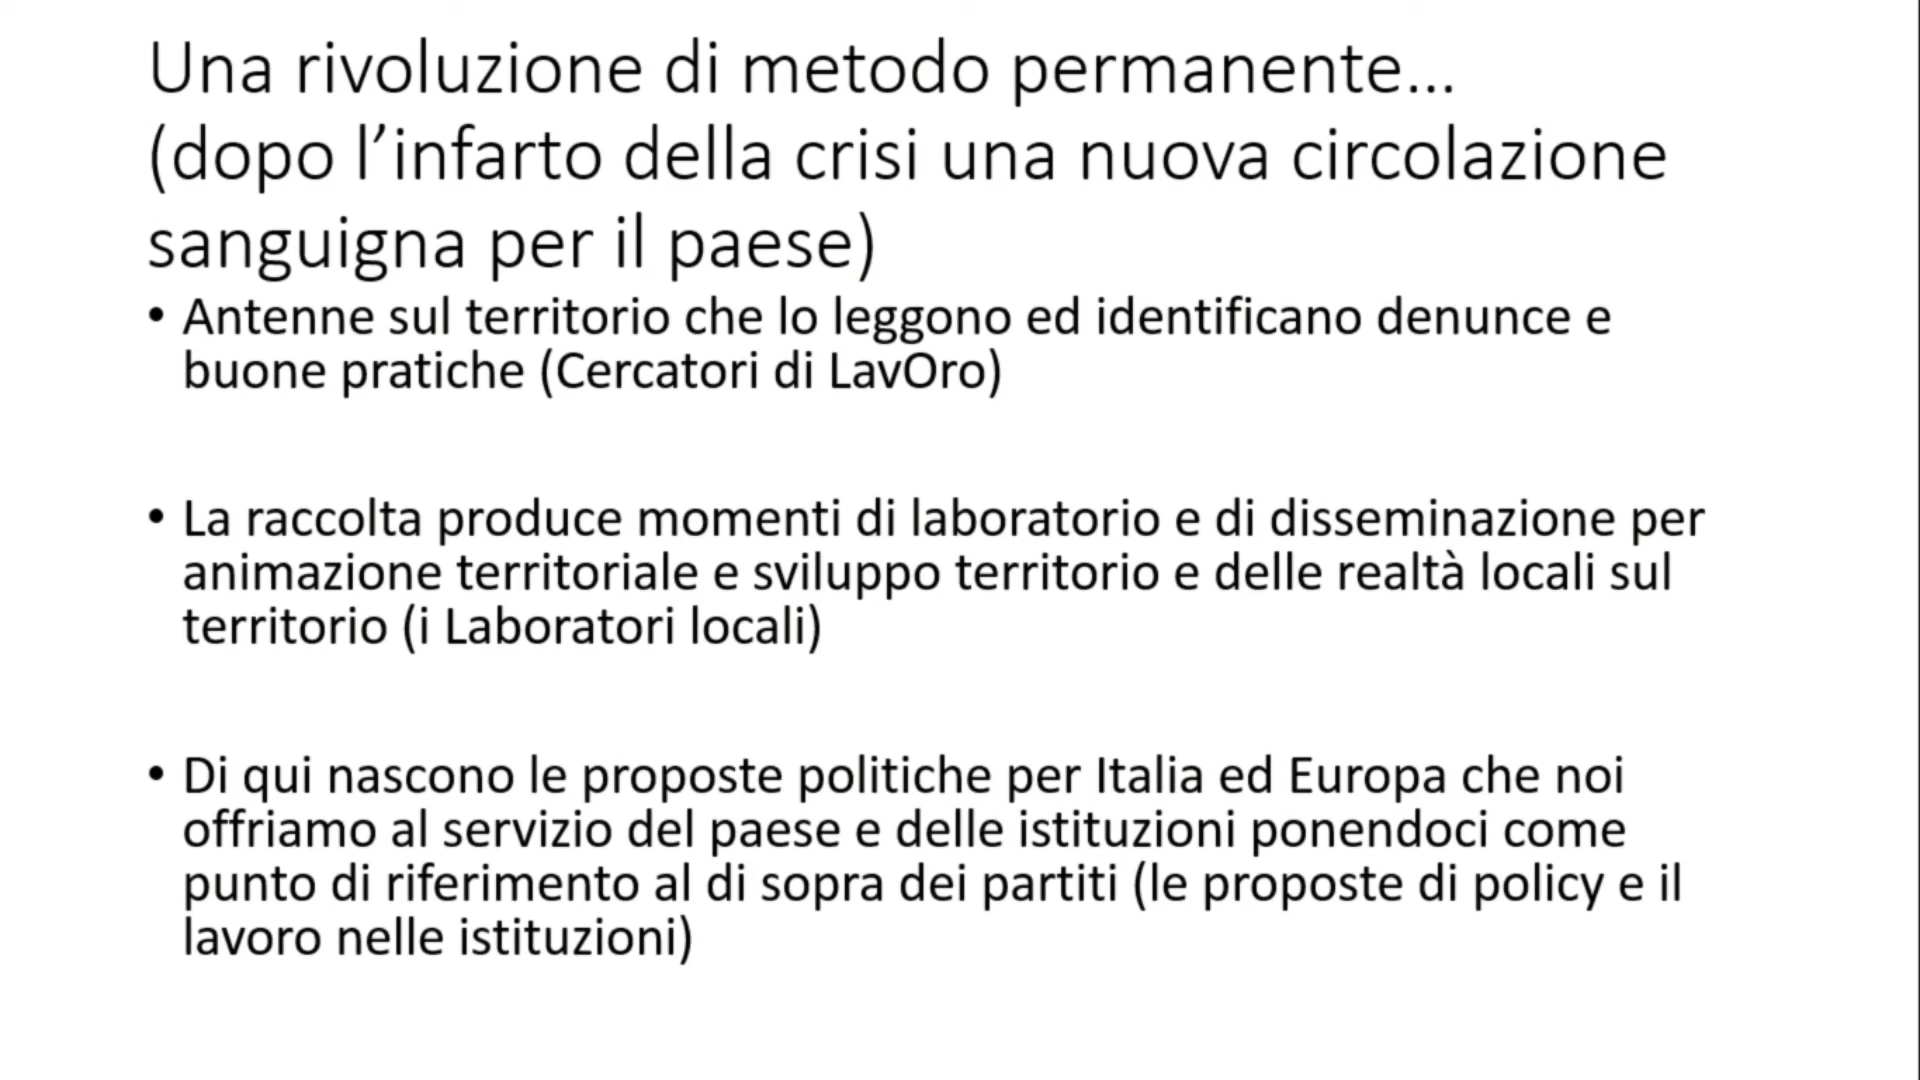 Una rivoluzione di metodo permanente…
(dopo l’infarto della crisi una nuova circolazione
sanguigna per il paese)
• Antenne sul territorio che lo leggono ed identificano denunce e
buone pratiche (Cercatori di LavOro)
• La raccolta produce momenti di laboratorio e di disseminazione per
animazione territoriale e sviluppo territorio e delle realtà locali sul
territorio (i Laboratori locali)
• Di qui nascono le proposte politiche per Italia ed Europa che noi
offriamo al servizio del paese e delle istituzioni ponendoci come
punto di riferimento al di sopra dei partiti (le proposte di policy e il
lavoro nelle istituzioni)